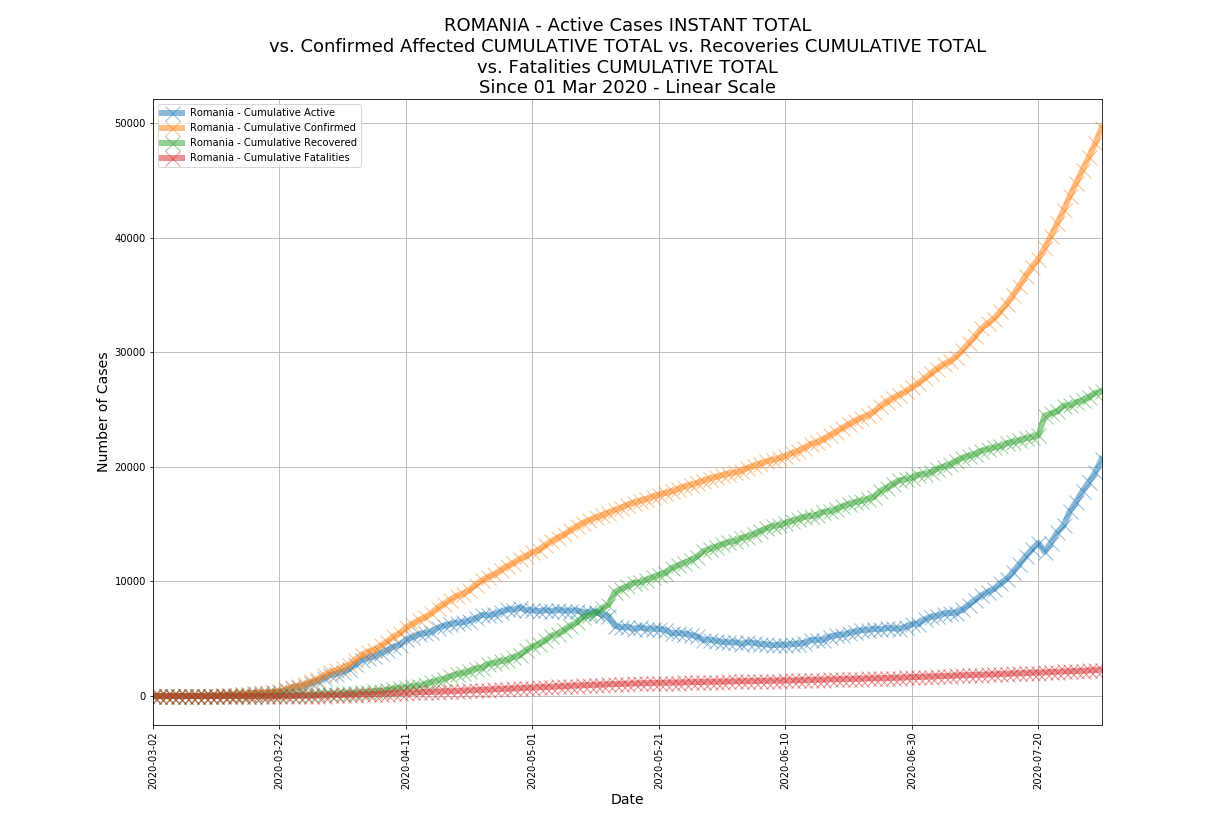 ROMANIA - Active Cases INSTANT TOTAL
vs. Confirmed Affected CUMULATIVE TOTAL vs. Recoveries CUMULATIVE TOTAL
vs. Fatalities CUMULATIVE TOTAL
Since 01 Mar 2020 - Linear Scale
Romania - Cumulative Active
Romania - Cumulative Confirmed
Romania - Cumulative Recovered
Romania - Cumulative Fatalities
50000
40000
30000
20000
10000
0
Number of Cases
2020-03-02
2020-03-22
2020-04-11
2020-05-01
2020-05-21
2020-06-10
2020-06-30
2020-07-20
Date